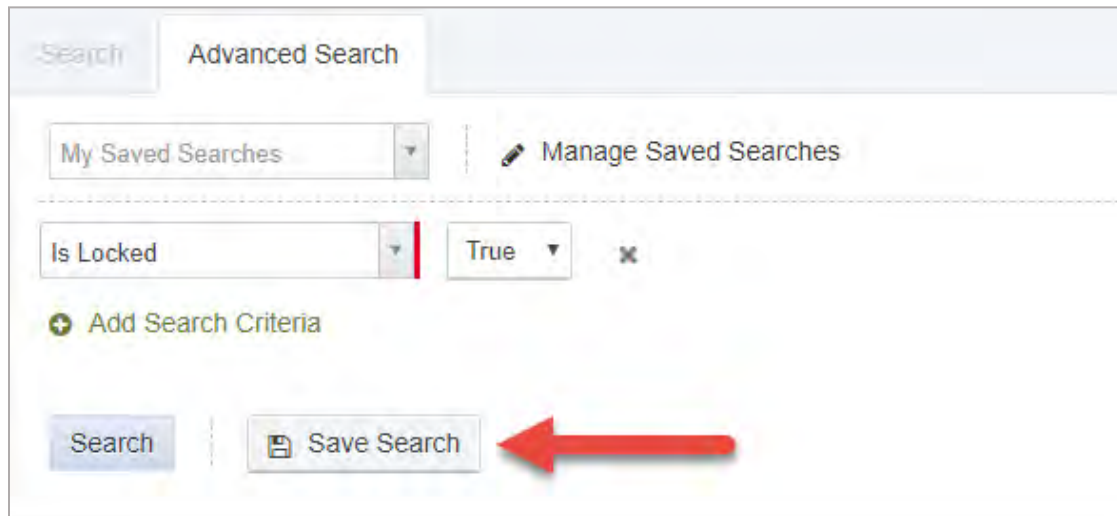 Search Advanced Search
My Saved Searches Manage Saved Searches
Is Locked True
Add Search Criteria
Search Save Search